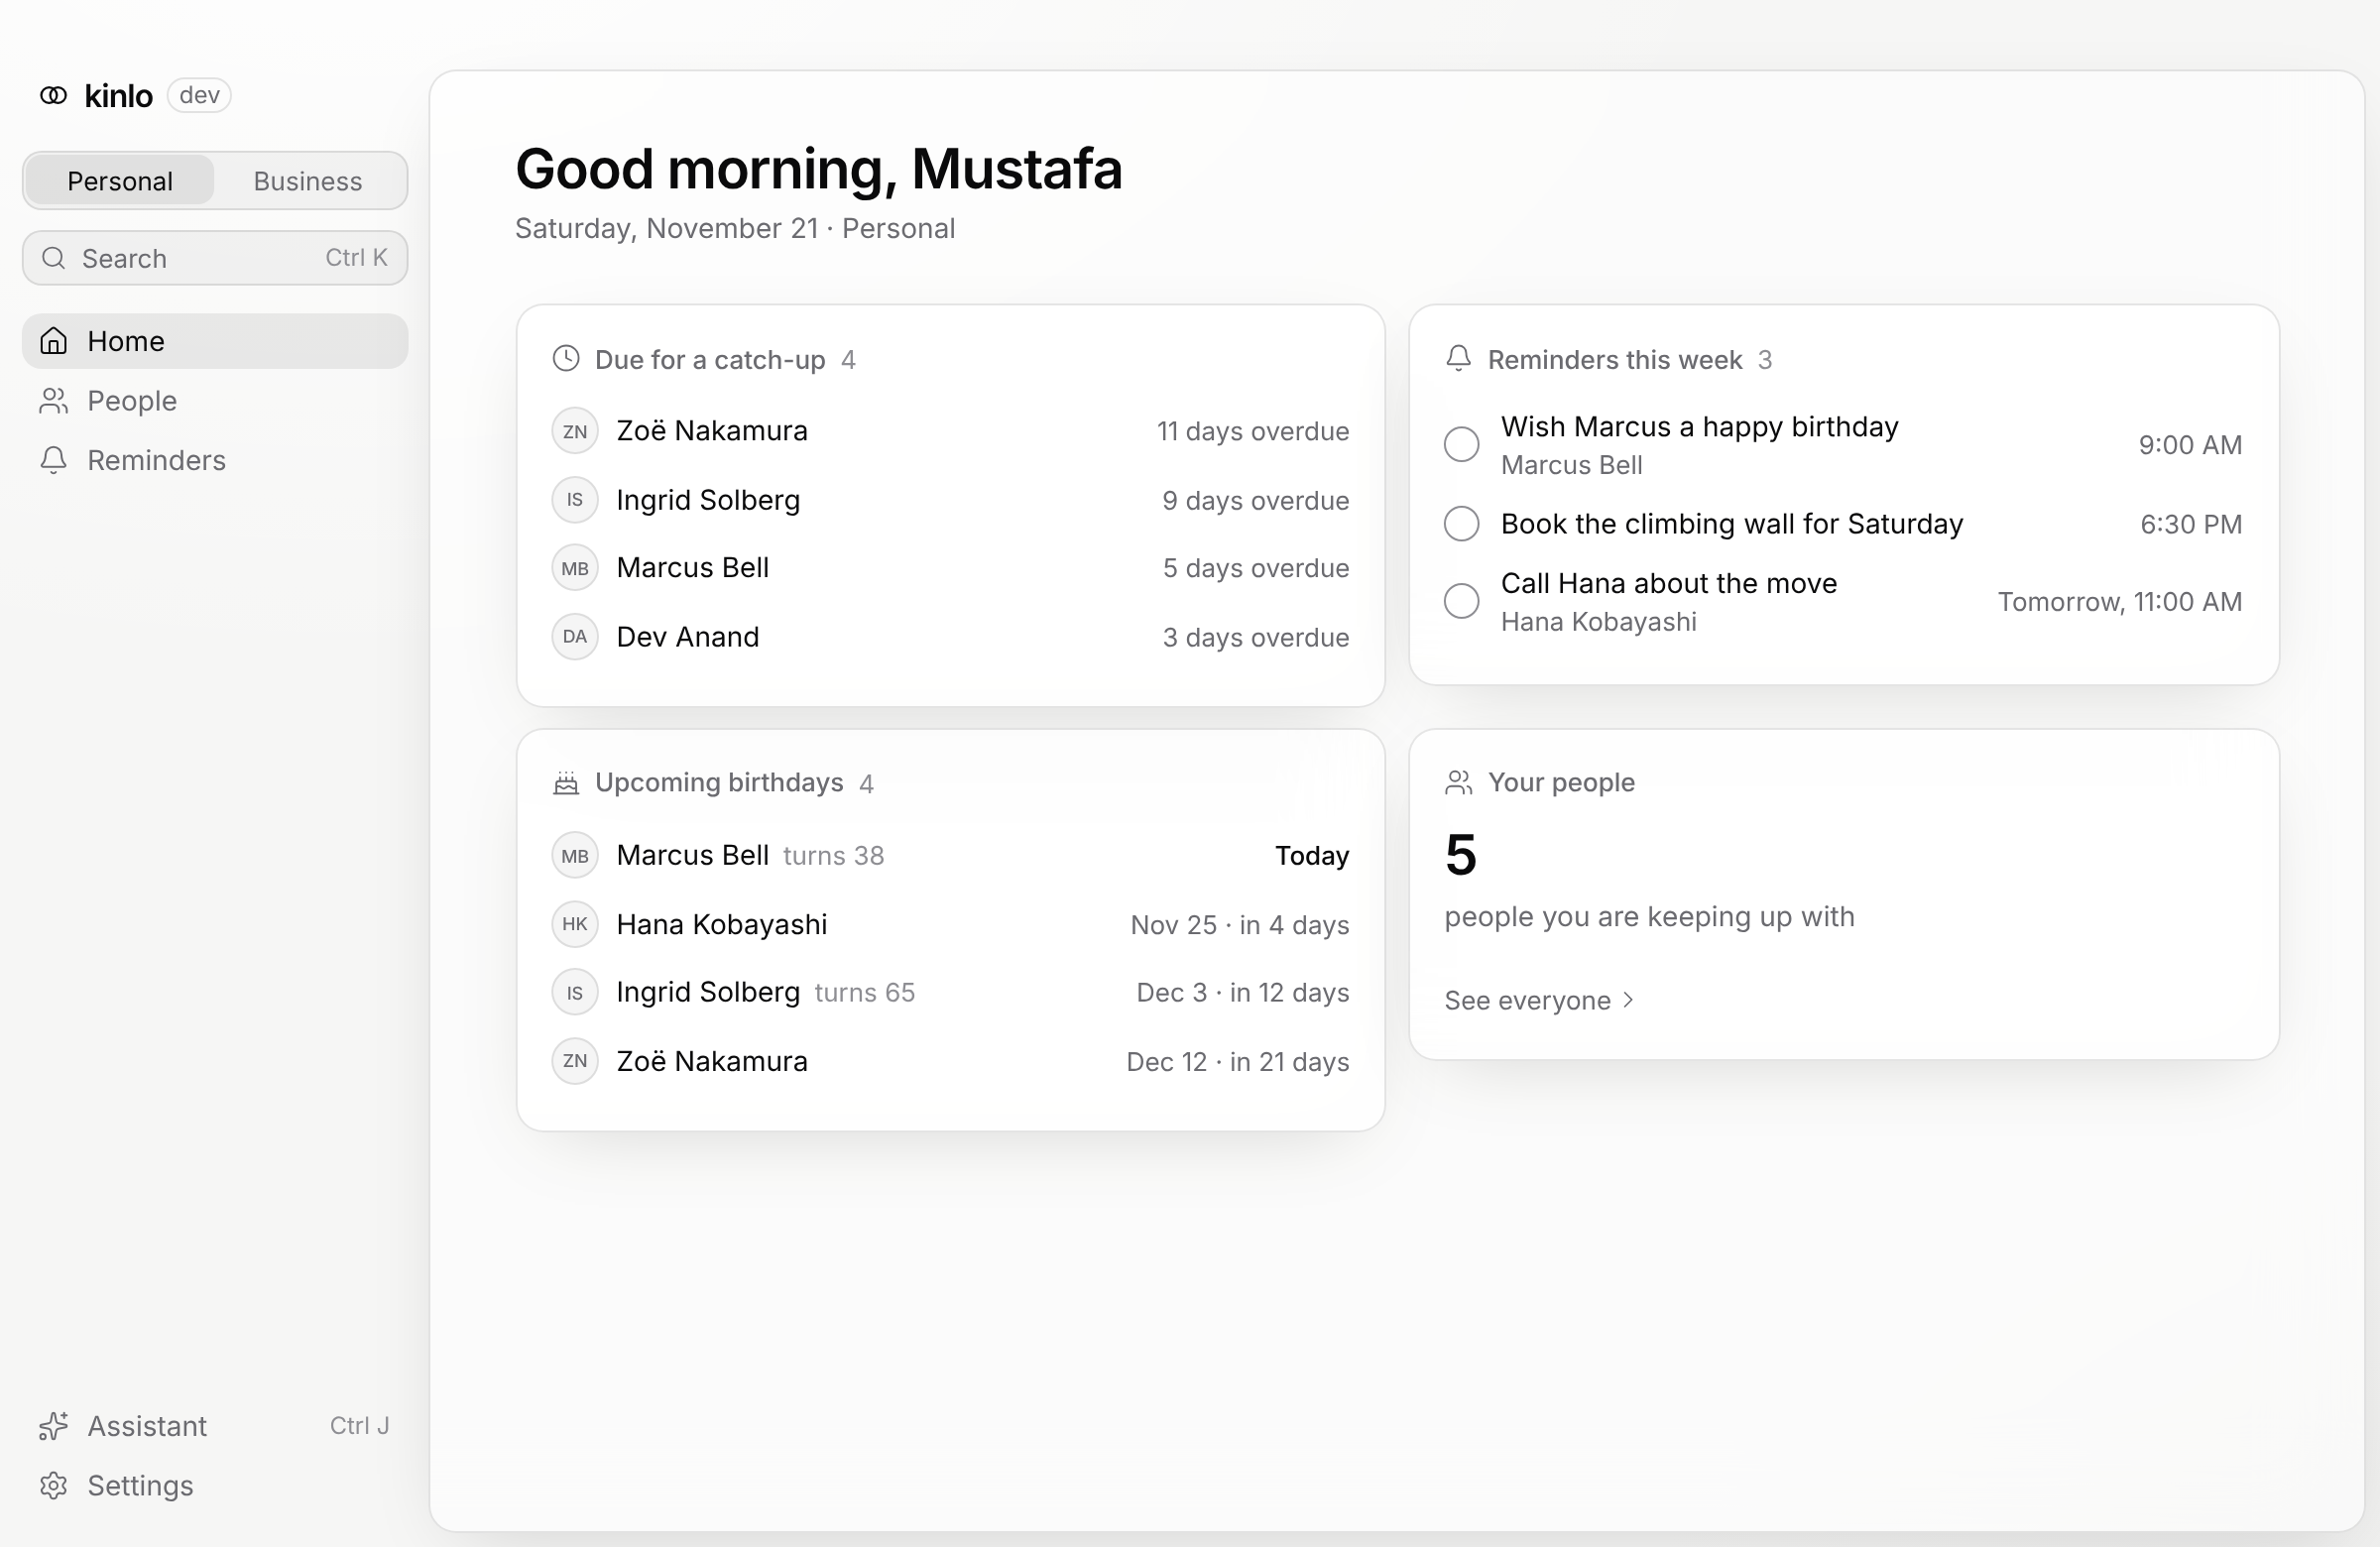 kinlo dev
Personal Business
Search Ctrl K
Home
People
Reminders
Assistant Ctrl J
Settings
Good morning, Mustafa
Saturday, November 21 · Personal
Due for a catch-up 4
ZN Zoë Nakamura 11 days overdue
IS Ingrid Solberg 9 days overdue
MB Marcus Bell 5 days overdue
DA Dev Anand 3 days overdue
Reminders this week 3
Wish Marcus a happy birthday 9:00 AM
Marcus Bell
Book the climbing wall for Saturday 6:30 PM
Call Hana about the move Tomorrow, 11:00 AM
Hana Kobayashi
Upcoming birthdays 4
MB Marcus Bell turns 38 Today
HK Hana Kobayashi Nov 25 · in 4 days
IS Ingrid Solberg turns 65 Dec 3 · in 12 days
ZN Zoë Nakamura Dec 12 · in 21 days
Your people
5
people you are keeping up with
See everyone